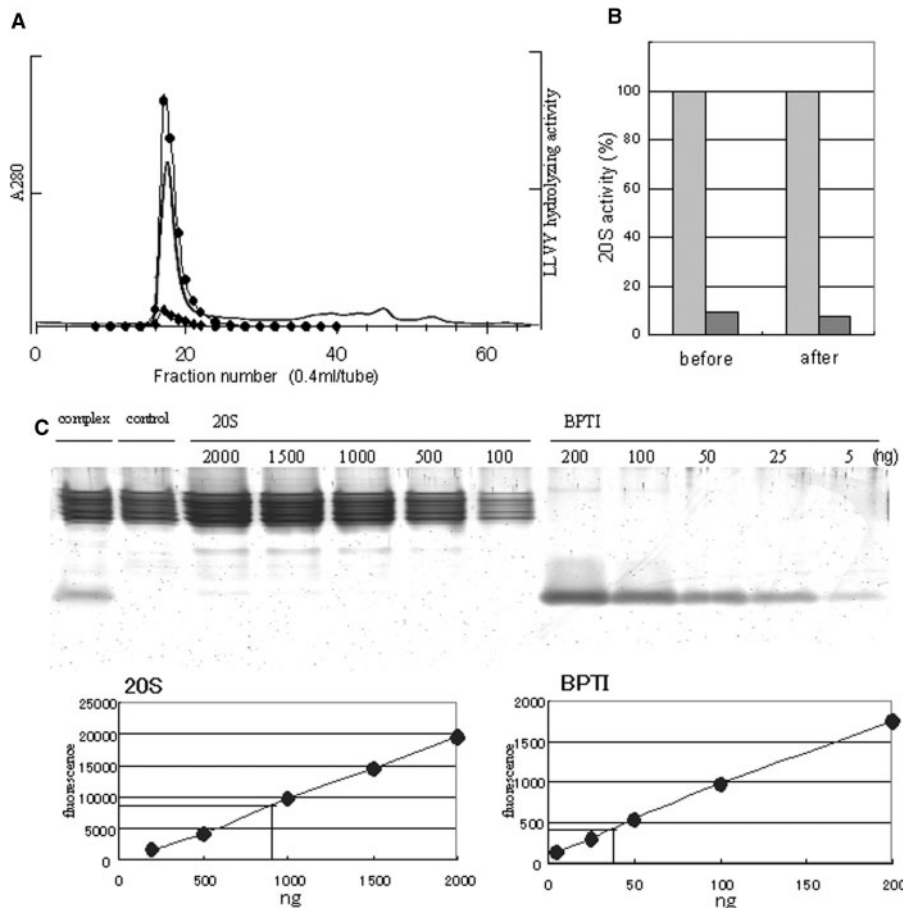 A
A280
LLVY hydrolyzing activity
0 20 40 60
Fraction number (0.4ml/tube)
B
20S activity (%)
100
80
60
40
20
0
before after
C
complex control 20S BPTI
2000 1500 1000 500 100 200 100 50 25 5 (ng)
20S
fluorescence
25000
20000
15000
10000
5000
0
0 500 1000 1500 2000
ng
BPTI
fluorescence
2000
1500
1000
500
0
0 50 100 150 200
ng